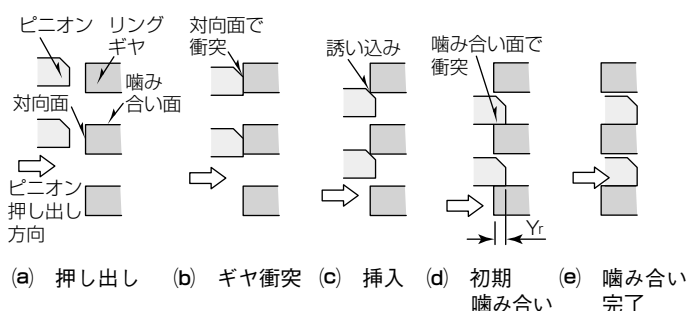 ピニオン
リング
ギヤ
対向面
噛み
合い面
ピニオン
押し出し
方向
対向面で
衝突
誘い込み
噛み合い面で
衝突
Yr
(a) 押し出し
(b) ギヤ衝突
(c) 挿入
(d) 初期
噛み合い
(e) 噛み合い
完了